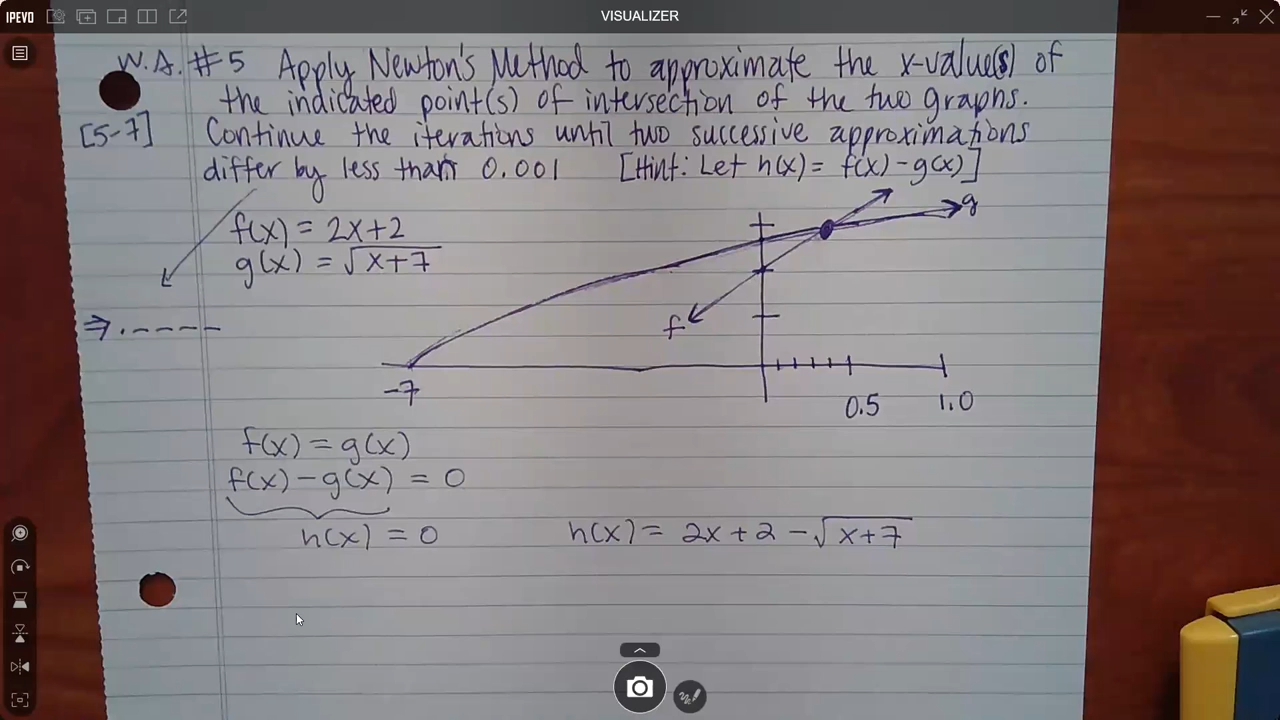 IPEVO
VISUALIZER
W.A. #5 Apply Newton's Method to approximate the x-value(s) of
the indicated point(s) of intersection of the two graphs.
[5-7] Continue the iterations until two successive approximations
differ by less than 0.001 [Hint: Let h(x) = f(x) - g(x)]
f(x) = 2x+2
g(x) = √x+7
g
f
⇒ . - - - -
-7
0.5
1.0
f(x) = g(x)
f(x) - g(x) = 0
h(x) = 0
h(x) = 2x + 2 - √x+7